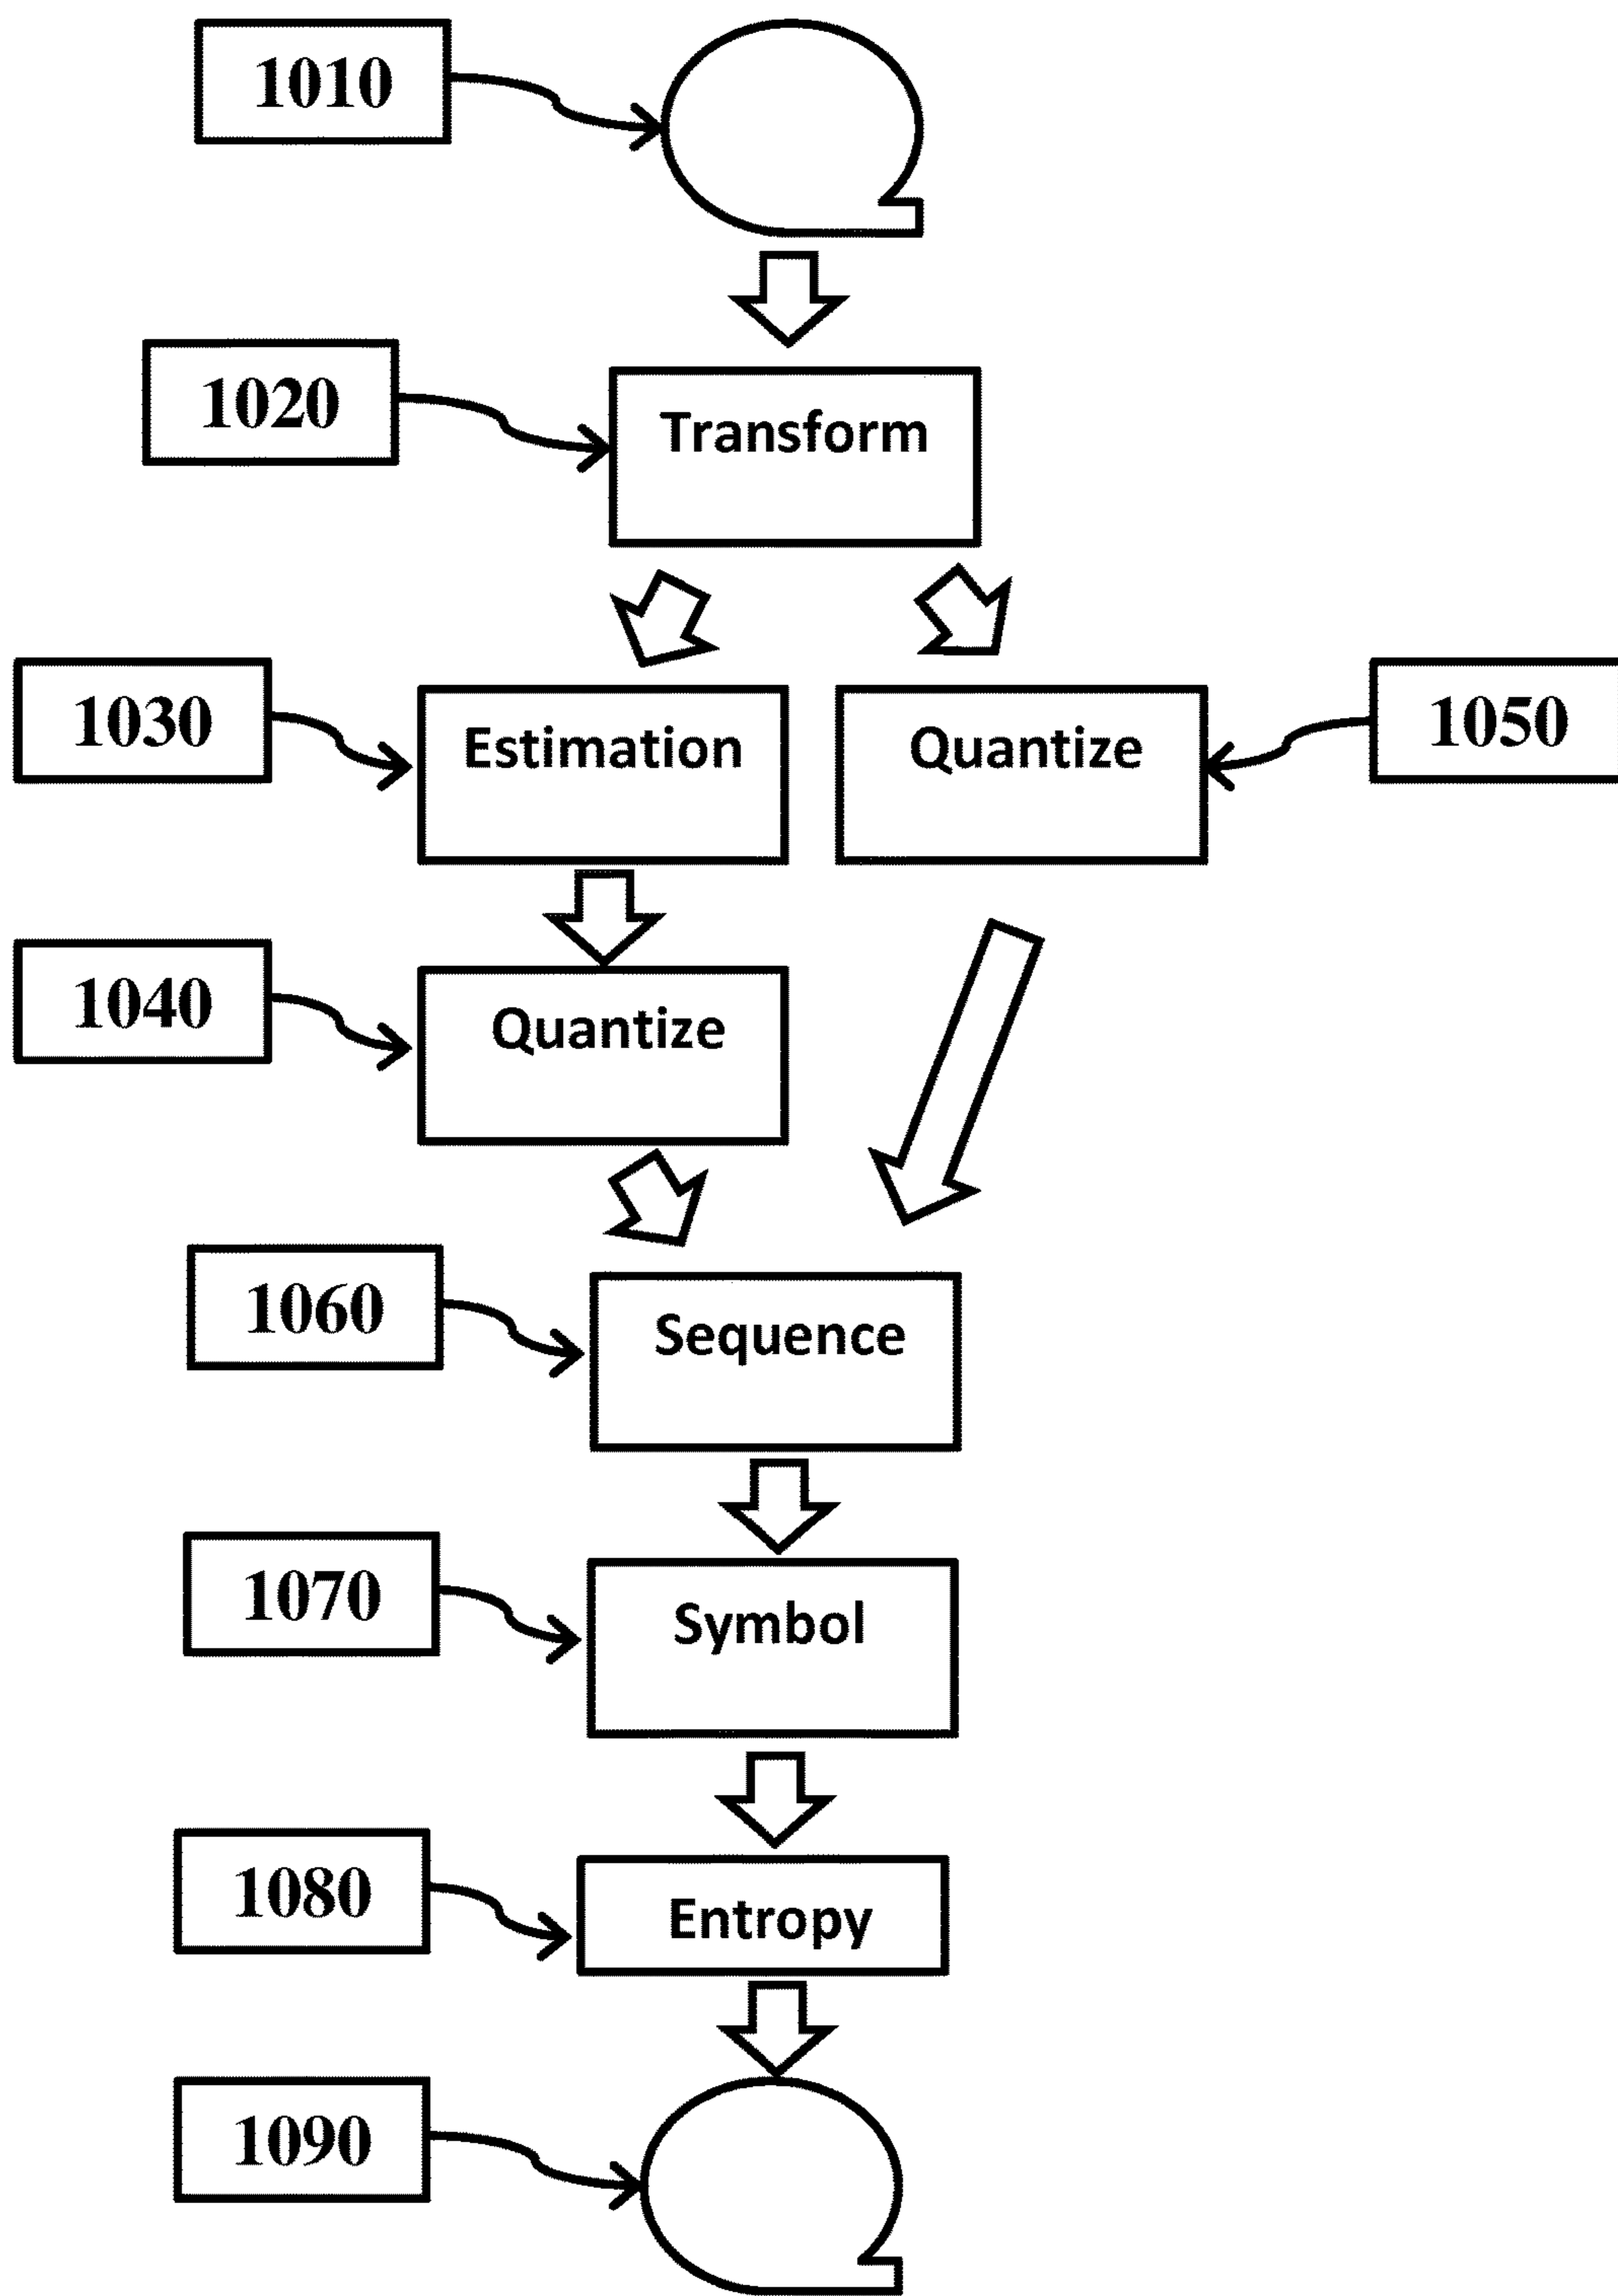 1010
1020
Transform
1030
Estimation
Quantize
1050
1040
Quantize
1060
Sequence
1070
Symbol
1080
Entropy
1090